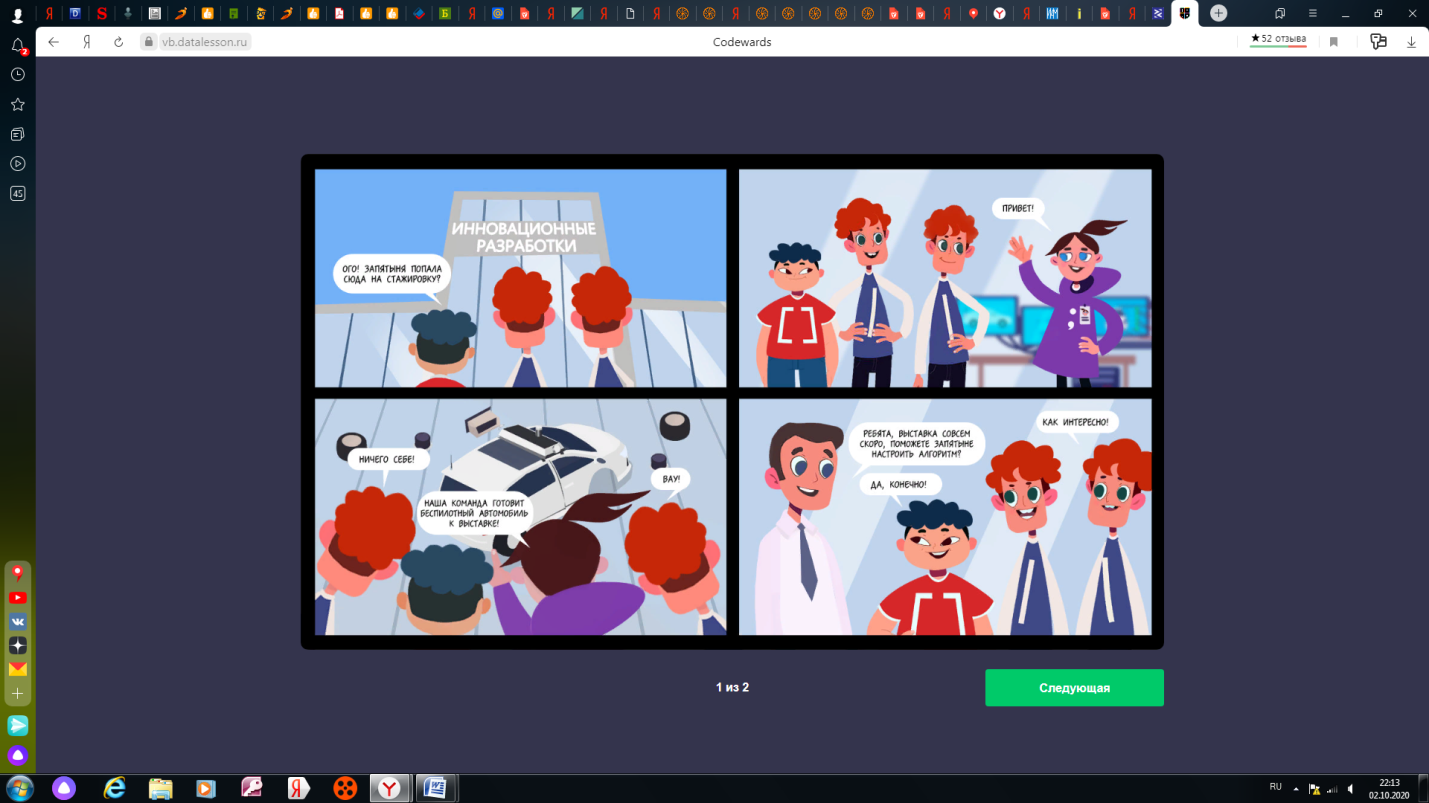 vb.datalesson.ru
Codewards
★ 52 отзыва
2
45
ИННОВАЦИОННЫЕ
РАЗРАБОТКИ
ОГО! ЗАПЯТЫНЯ ПОПАЛА
СЮДА НА СТАЖИРОВКУ?
ПРИВЕТ!
НИЧЕГО СЕБЕ!
НАША КОМАНДА ГОТОВИТ
БЕСПИЛОТНЫЙ АВТОМОБИЛЬ
К ВЫСТАВКЕ!
ВАУ!
РЕБЯТА, ВЫСТАВКА СОВСЕМ
СКОРО, ПОМОЖЕТЕ ЗАПЯТЫНЕ
НАСТРОИТЬ АЛГОРИТМ?
ДА, КОНЕЧНО!
КАК ИНТЕРЕСНО!
1 из 2
Следующая
RU
22:13
02.10.2020